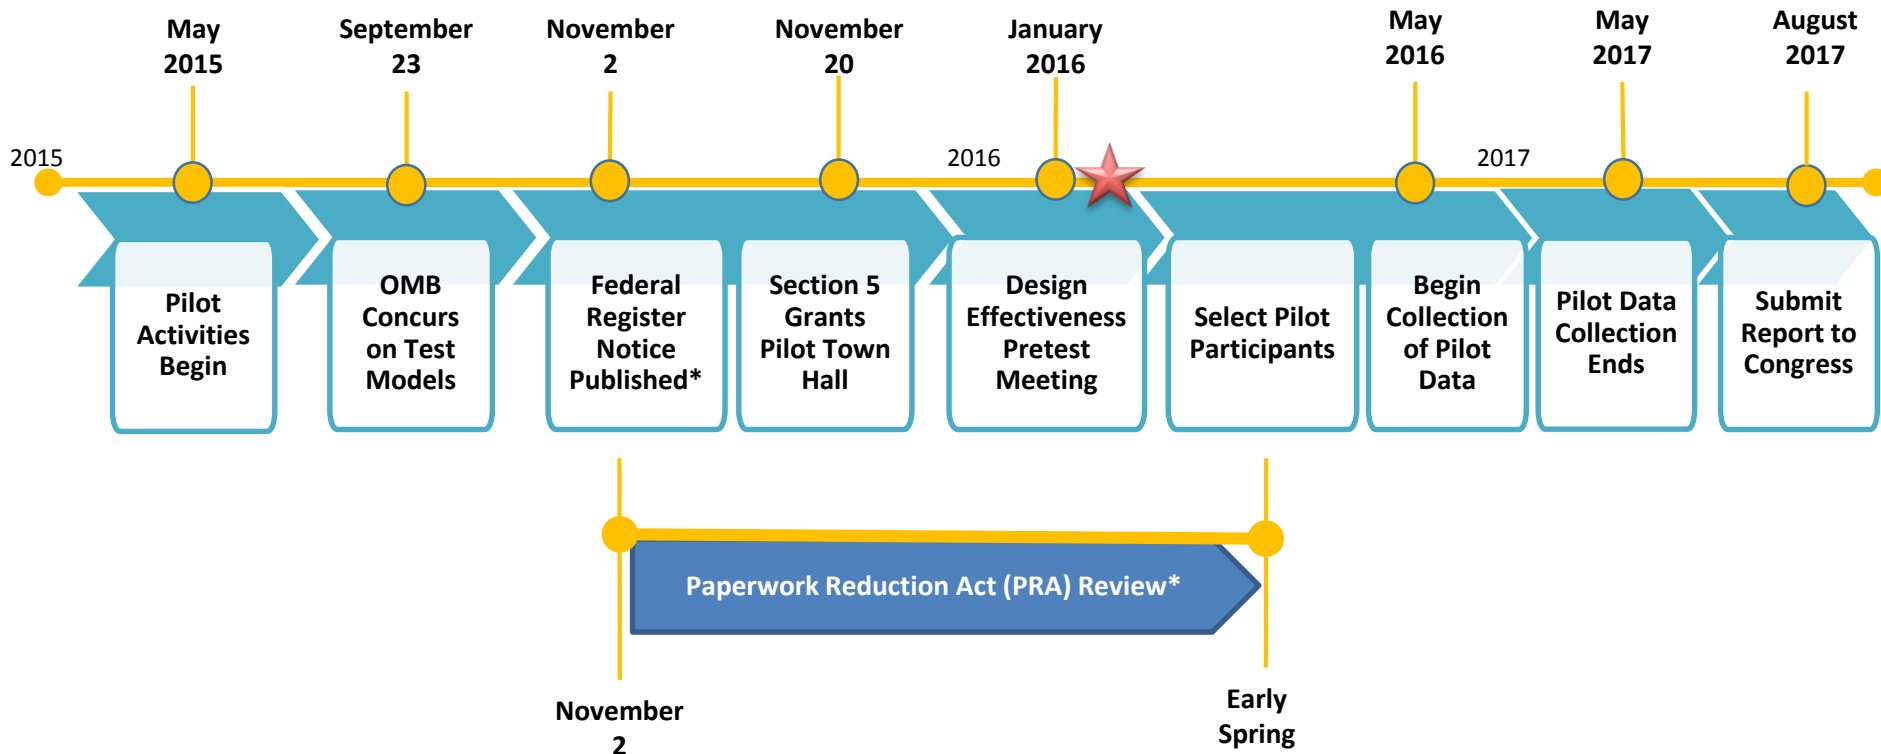 May
2015
September
23
November
2
November
20
January
2016
May
2016
May
2017
August
2017
2015
2016
2017
Pilot
Activities
Begin
OMB
Concurs
on Test
Models
Federal
Register
Notice
Published*
Section 5
Grants
Pilot Town
Hall
Design
Effectiveness
Pretest
Meeting
Select Pilot
Participants
Begin
Collection
of Pilot
Data
Pilot Data
Collection
Ends
Submit
Report to
Congress
Paperwork Reduction Act (PRA) Review*
November
2
Early
Spring